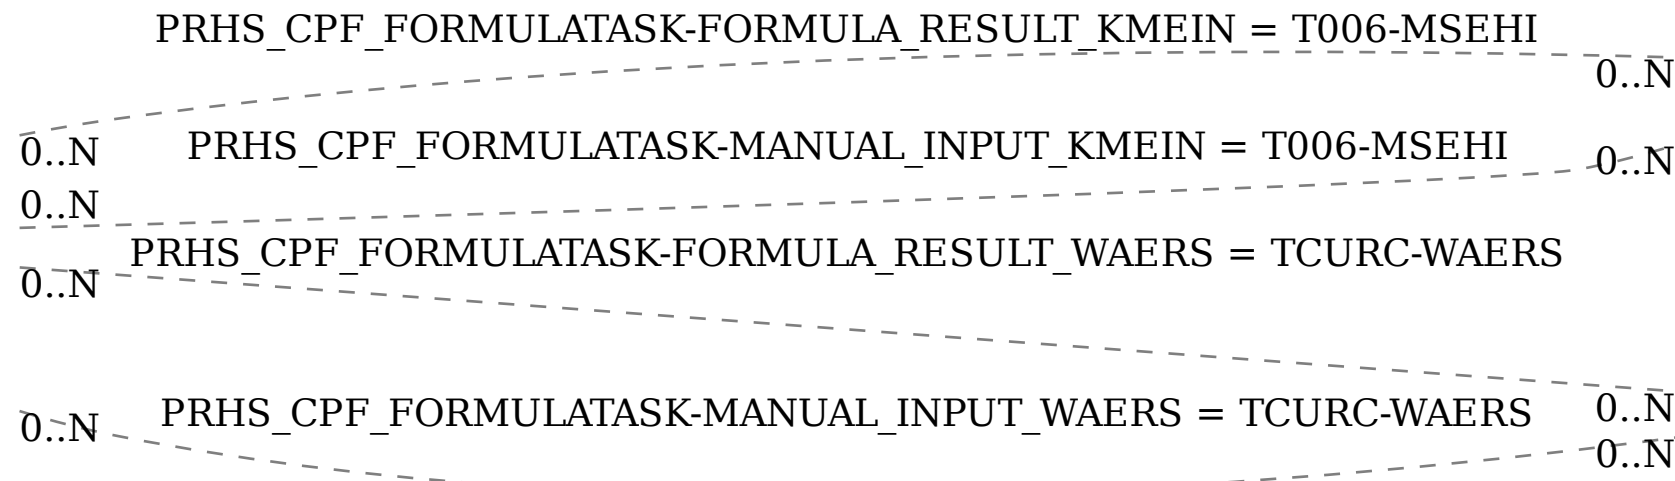 PRHS_CPF_FORMULATASK-FORMULA_RESULT_KMEIN = T006-MSEHI
0..N
0..N
PRHS_CPF_FORMULATASK-MANUAL_INPUT_KMEIN = T006-MSEHI
0..N
0..N
PRHS_CPF_FORMULATASK-FORMULA_RESULT_WAERS = TCURC-WAERS
0..N
0..N
PRHS_CPF_FORMULATASK-MANUAL_INPUT_WAERS = TCURC-WAERS
0..N
0..N